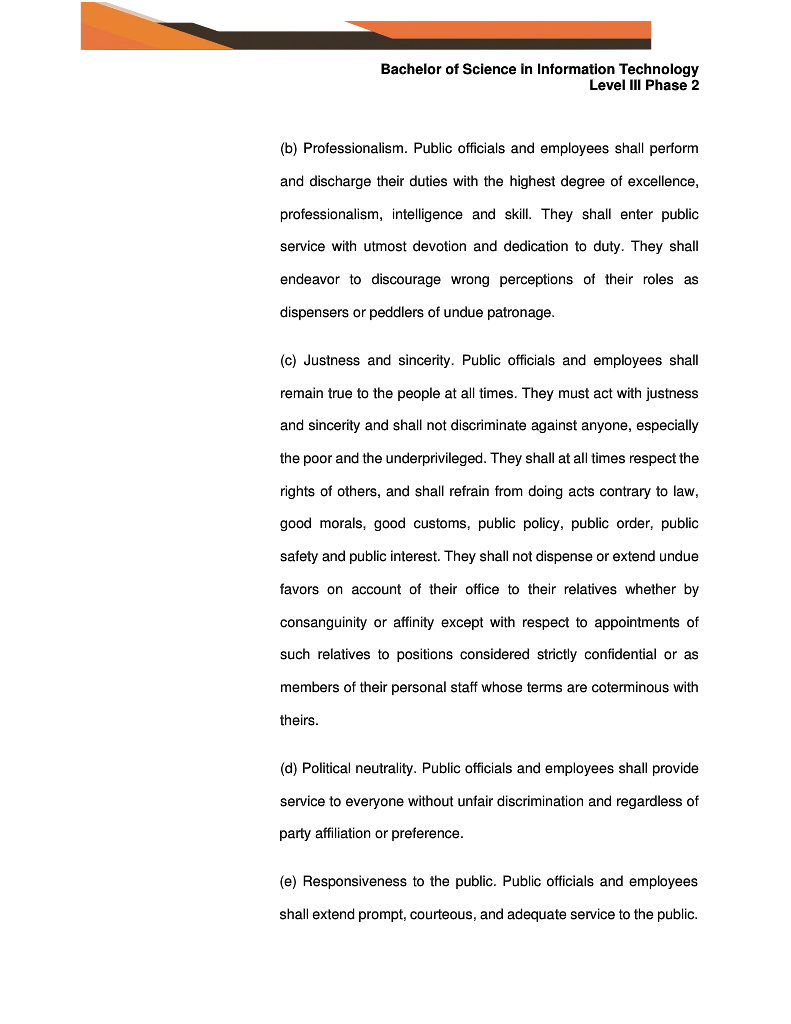 Bachelor of Science in Information Technology
Level III Phase 2
(b) Professionalism. Public officials and employees shall perform
and discharge their duties with the highest degree of excellence,
professionalism, intelligence and skill. They shall enter public
service with utmost devotion and dedication to duty. They shall
endeavor to discourage wrong perceptions of their roles as
dispensers or peddlers of undue patronage.
(c) Justness and sincerity. Public officials and employees shall
remain true to the people at all times. They must act with justness
and sincerity and shall not discriminate against anyone, especially
the poor and the underprivileged. They shall at all times respect the
rights of others, and shall refrain from doing acts contrary to law,
good morals, good customs, public policy, public order, public
safety and public interest. They shall not dispense or extend undue
favors on account of their office to their relatives whether by
consanguinity or affinity except with respect to appointments of
such relatives to positions considered strictly confidential or as
members of their personal staff whose terms are coterminous with
theirs.
(d) Political neutrality. Public officials and employees shall provide
service to everyone without unfair discrimination and regardless of
party affiliation or preference.
(e) Responsiveness to the public. Public officials and employees
shall extend prompt, courteous, and adequate service to the public.